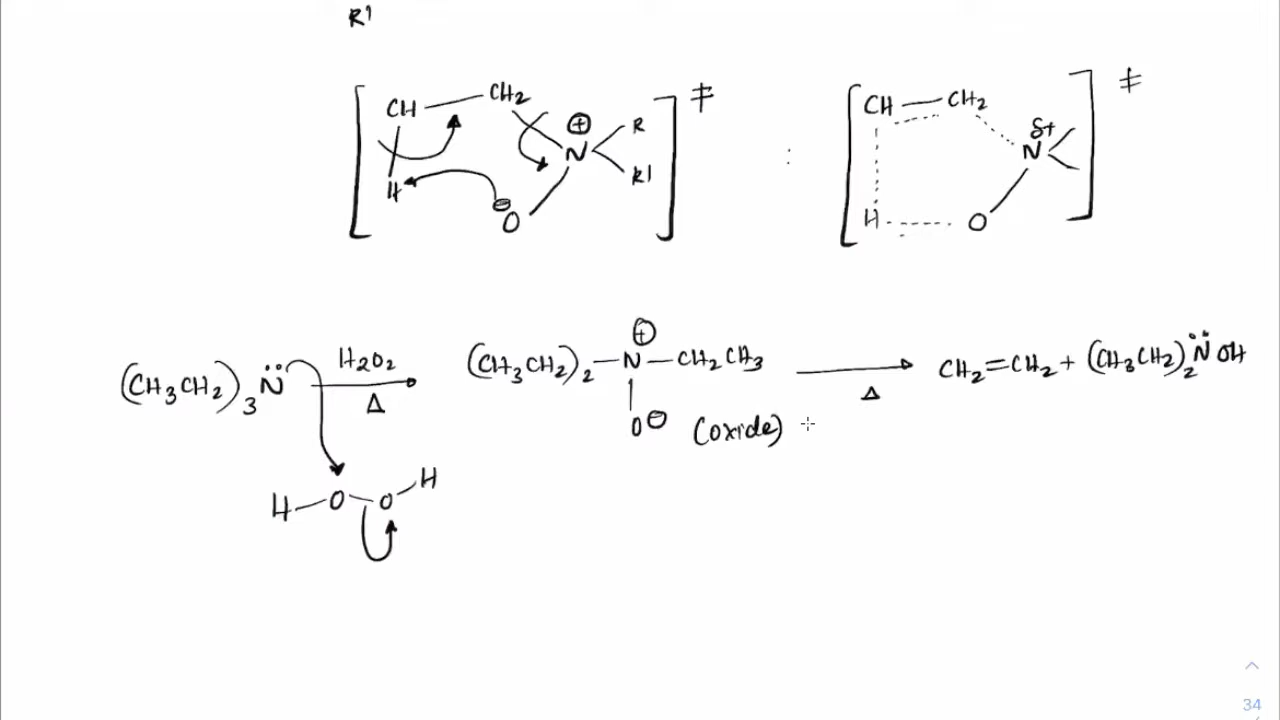 R'
[CH — CH2 N⊕ R R' ⊖O H]‡ : [CH — CH2 N δ+ O H]‡
(CH3CH2)3N̈ H2O2 Δ (CH3CH2)2—N⊕—CH2CH3 Δ CH2=CH2 + (CH3CH2)2N̈OH
O⊖ (oxide)
H—O—O—H
34